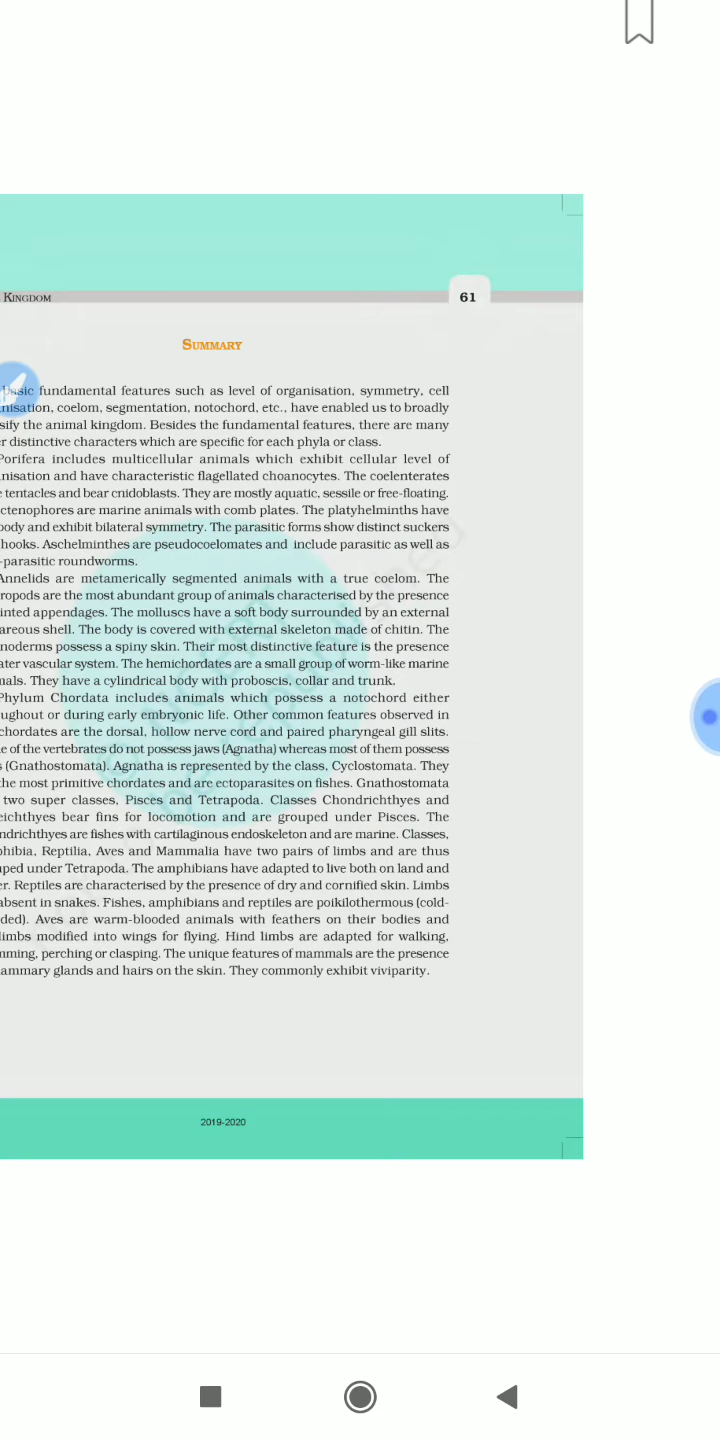 KINGDOM
61
SUMMARY
basic fundamental features such as level of organisation, symmetry, cell
nisation, coelom, segmentation, notochord, etc., have enabled us to broadly
sify the animal kingdom. Besides the fundamental features, there are many
r distinctive characters which are specific for each phyla or class.
Porifera includes multicellular animals which exhibit cellular level of
nisation and have characteristic flagellated choanocytes. The coelenterates
e tentacles and bear cnidoblasts. They are mostly aquatic, sessile or free-floating.
ctenophores are marine animals with comb plates. The platyhelminths have
body and exhibit bilateral symmetry. The parasitic forms show distinct suckers
hooks. Aschelminthes are pseudocoelomates and include parasitic as well as
-parasitic roundworms.
Annelids are metamerically segmented animals with a true coelom. The
ropods are the most abundant group of animals characterised by the presence
inted appendages. The molluscs have a soft body surrounded by an external
areous shell. The body is covered with external skeleton made of chitin. The
noderms possess a spiny skin. Their most distinctive feature is the presence
ater vascular system. The hemichordates are a small group of worm-like marine
mals. They have a cylindrical body with proboscis, collar and trunk.
Phylum Chordata includes animals which possess a notochord either
ughout or during early embryonic life. Other common features observed in
chordates are the dorsal, hollow nerve cord and paired pharyngeal gill slits.
e of the vertebrates do not possess jaws (Agnatha) whereas most of them possess
s (Gnathostomata). Agnatha is represented by the class, Cyclostomata. They
the most primitive chordates and are ectoparasites on fishes. Gnathostomata
two super classes, Pisces and Tetrapoda. Classes Chondrichthyes and
eichthyes bear fins for locomotion and are grouped under Pisces. The
ndrichthyes are fishes with cartilaginous endoskeleton and are marine. Classes,
phibia, Reptilia, Aves and Mammalia have two pairs of limbs and are thus
uped under Tetrapoda. The amphibians have adapted to live both on land and
er. Reptiles are characterised by the presence of dry and cornified skin. Limbs
absent in snakes. Fishes, amphibians and reptiles are poikilothermous (cold-
ded). Aves are warm-blooded animals with feathers on their bodies and
limbs modified into wings for flying. Hind limbs are adapted for walking,
mming, perching or clasping. The unique features of mammals are the presence
ammary glands and hairs on the skin. They commonly exhibit viviparity.
2019-2020